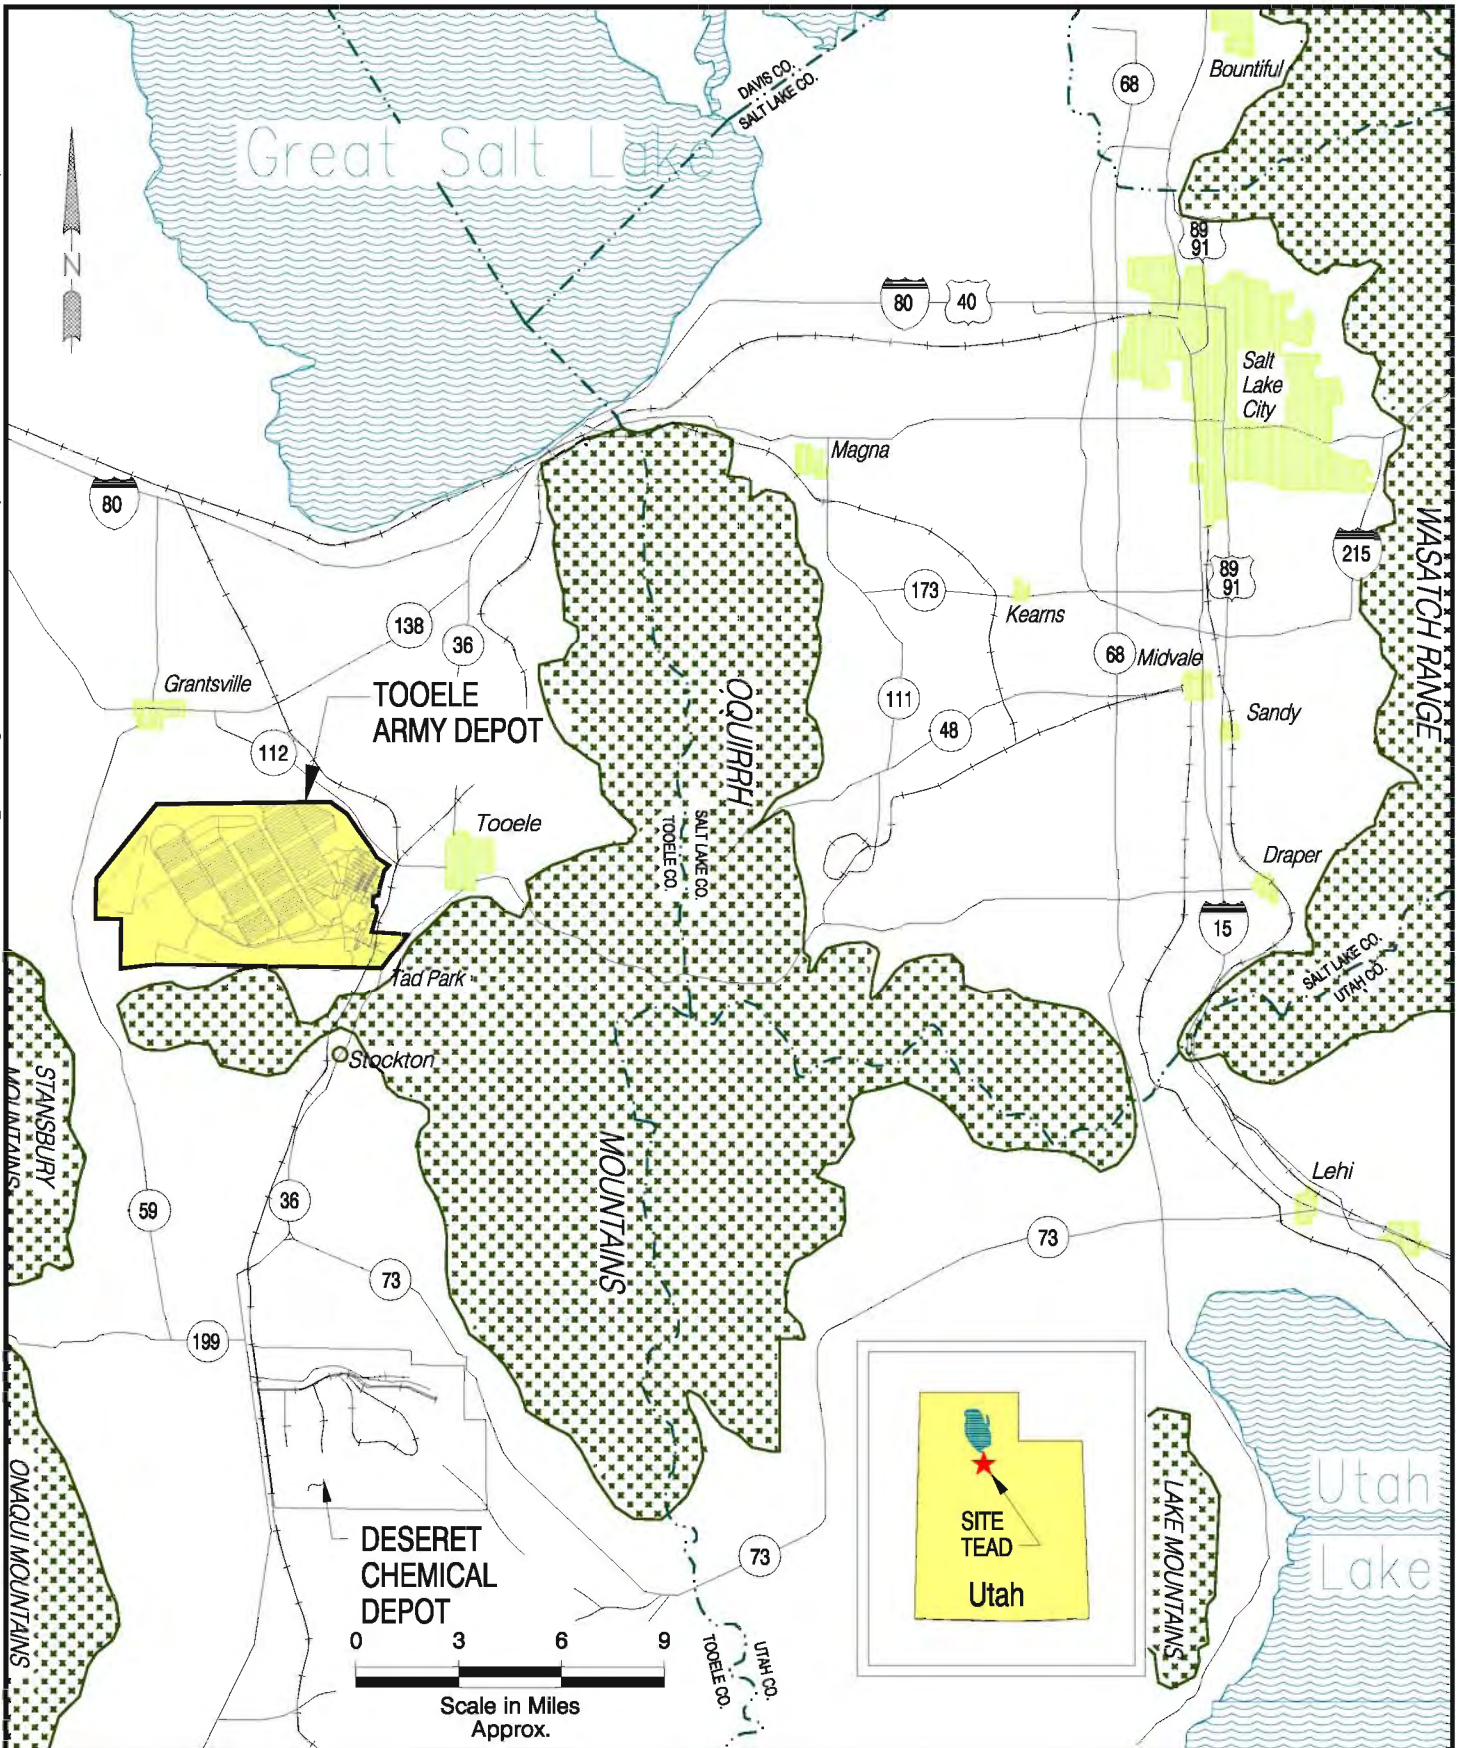 Bountiful
68
DAVIS CO.
SALT LAKE CO.
Great Salt Lake
N
89
91
80
40
Salt
Lake
City
Magna
80
WASATCH RANGE
215
89
91
173
Kearns
138
36
68
Midvale
Grantsville
TOOELE
ARMY DEPOT
OQUIRRH
111
48
Sandy
112
Tooele
SALT LAKE CO.
TOOELE CO.
Draper
15
SALT LAKE CO.
UTAH CO.
Tad Park
Stockton
STANSBURY
MOUNTAINS
MOUNTAINS
Lehi
59
36
73
73
199
ONAQUI MOUNTAINS
Utah
Lake
LAKE MOUNTAINS
SITE
TEAD
Utah
DESERET
CHEMICAL
DEPOT
73
0 3 6 9
Scale in Miles
Approx.
UTAH CO.
TOOELE CO.